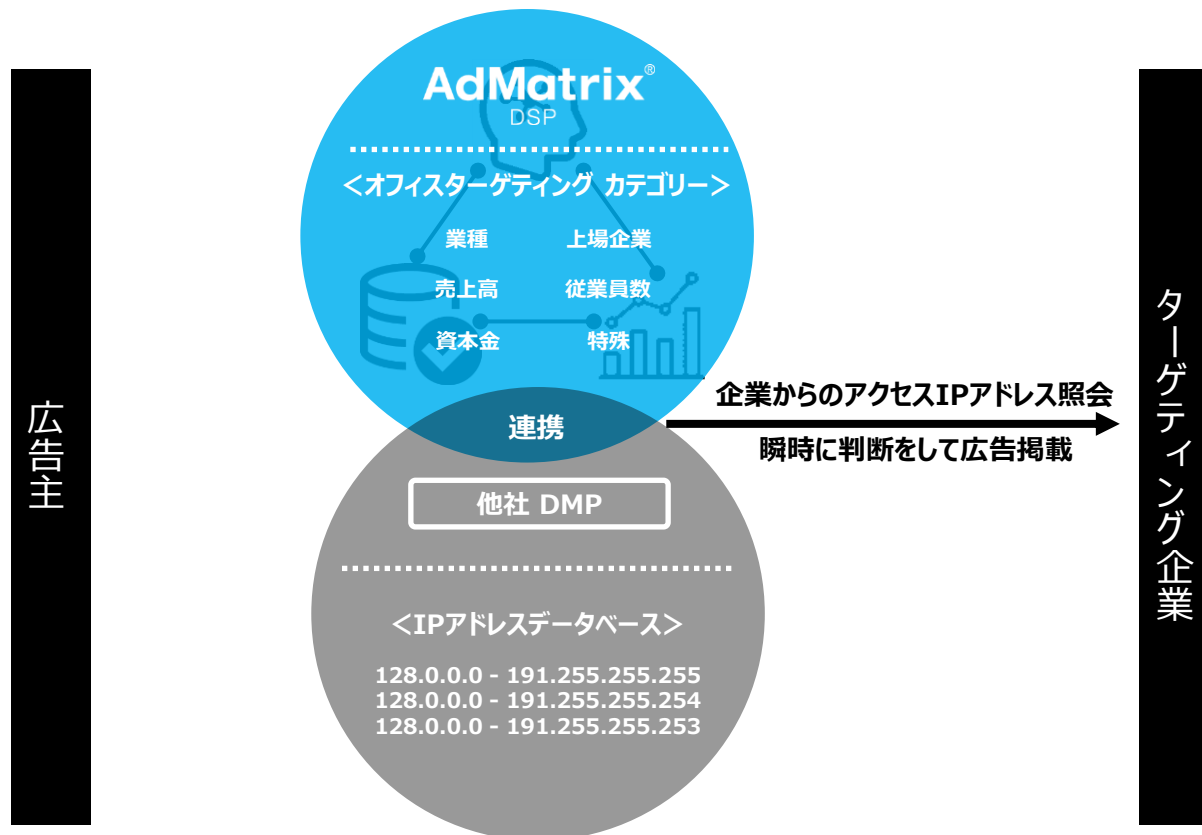 広告主
AdMatrix®
DSP
＜オフィスターゲティング カテゴリー＞
業種 上場企業
売上高 従業員数
資本金 特殊
連携
他社 DMP
＜IPアドレスデータベース＞
128.0.0.0 - 191.255.255.255
128.0.0.0 - 191.255.255.254
128.0.0.0 - 191.255.255.253
企業からのアクセスIPアドレス照会
瞬時に判断をして広告掲載
ターゲティング企業